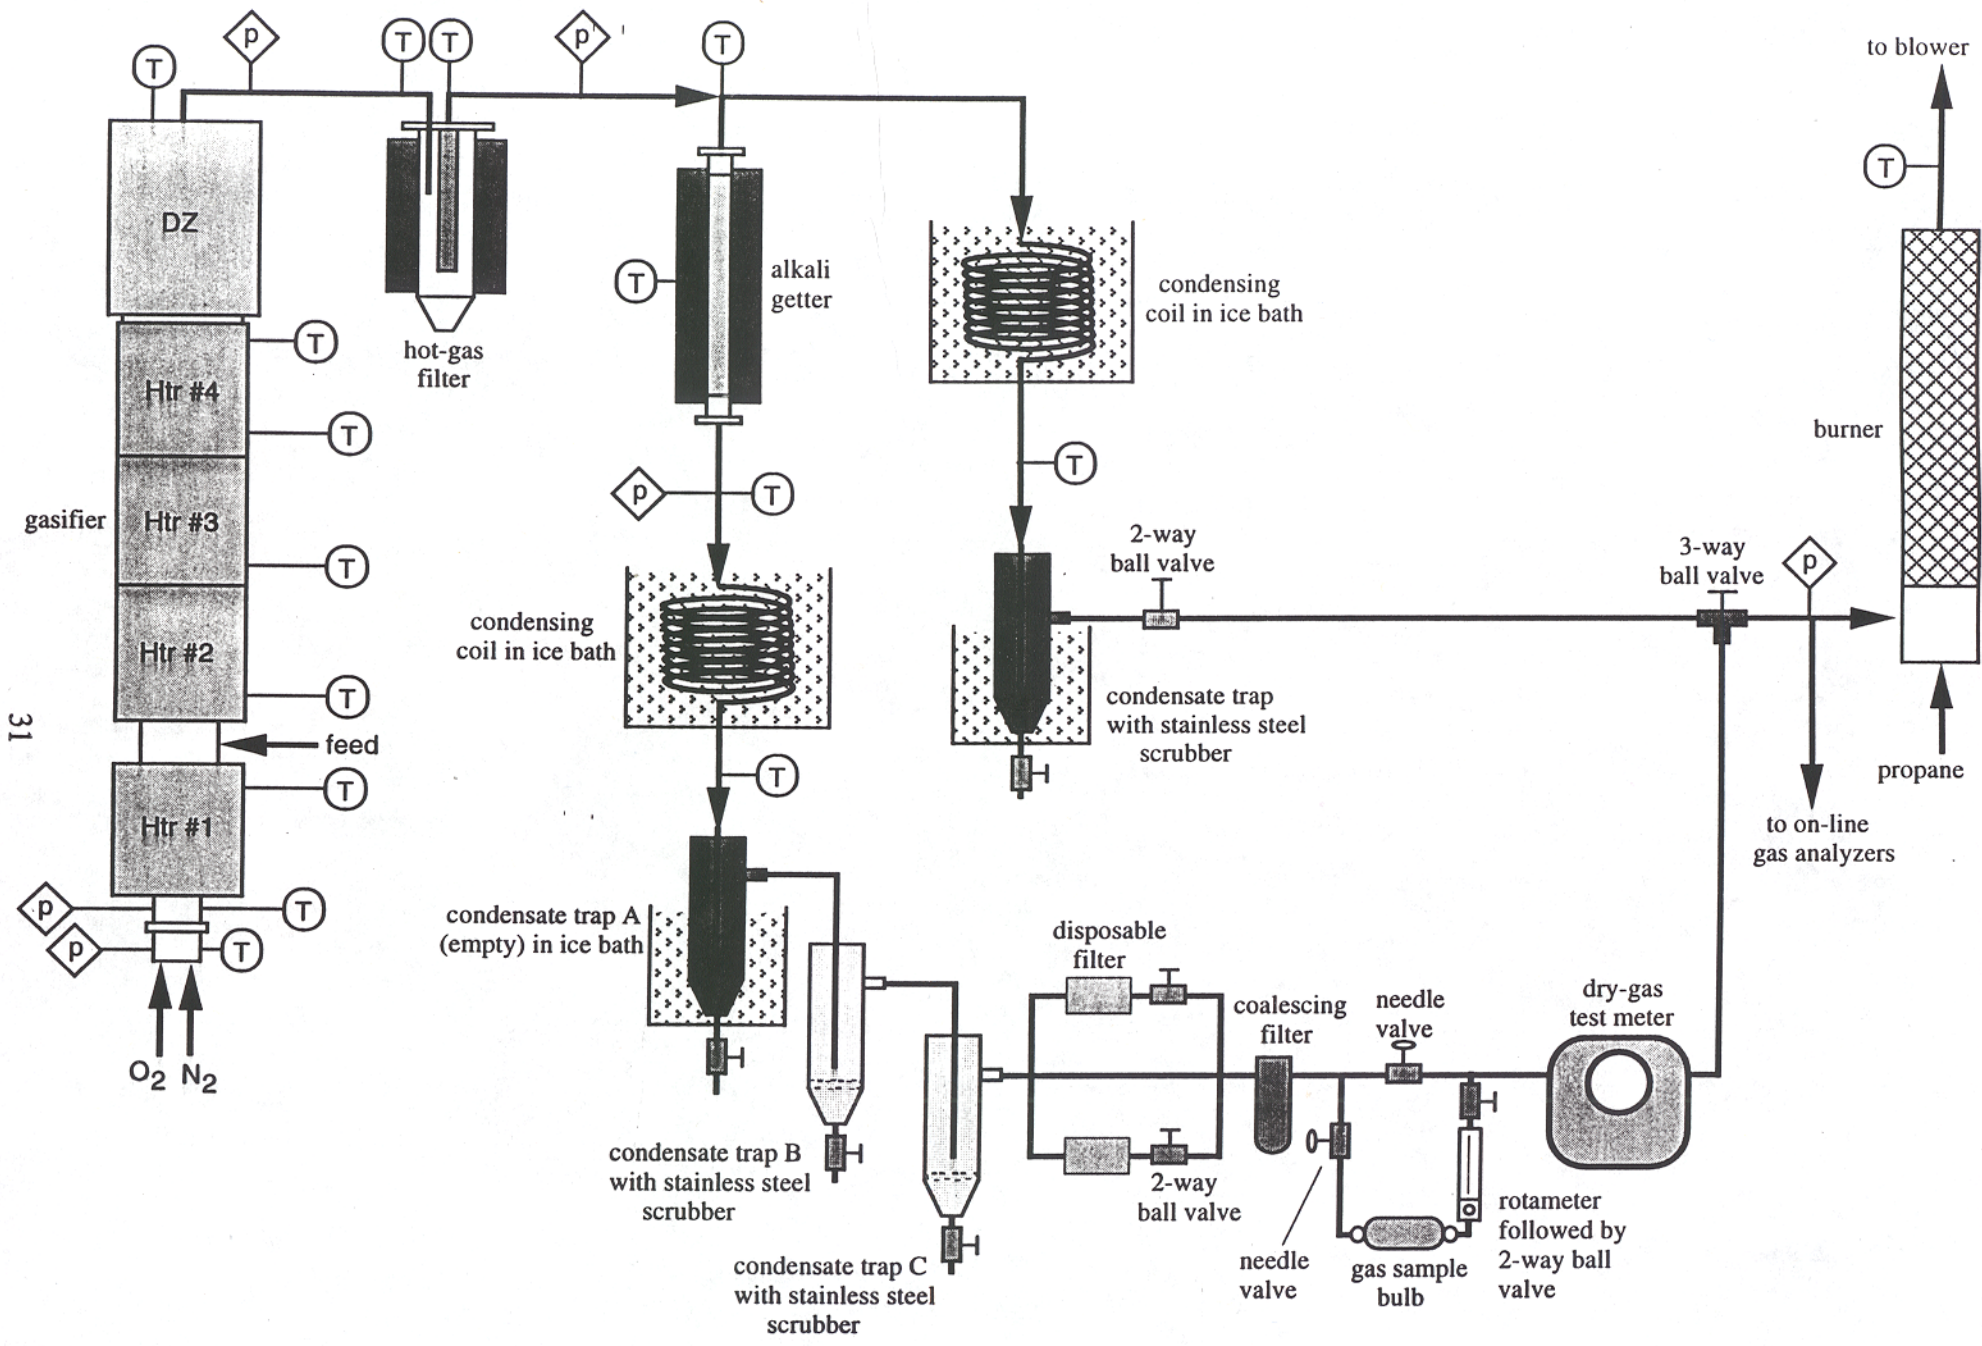 p
T
T
p
T
T
to blower
T
DZ
alkali
getter
T
condensing
coil in ice bath
hot-gas
filter
T
Htr #4
T
burner
T
gasifier
Htr #3
p
T
2-way
ball valve
3-way
ball valve
p
T
Htr #2
condensing
coil in ice bath
T
31
feed
condensate trap
with stainless steel
scrubber
T
T
propane
Htr #1
to on-line
gas analyzers
p
T
p
T
condensate trap A
(empty) in ice bath
disposable
filter
coalescing
filter
needle
valve
dry-gas
test meter
O2 N2
condensate trap B
with stainless steel
scrubber
2-way
ball valve
needle
valve
gas sample
bulb
rotameter
followed by
2-way ball
valve
condensate trap C
with stainless steel
scrubber